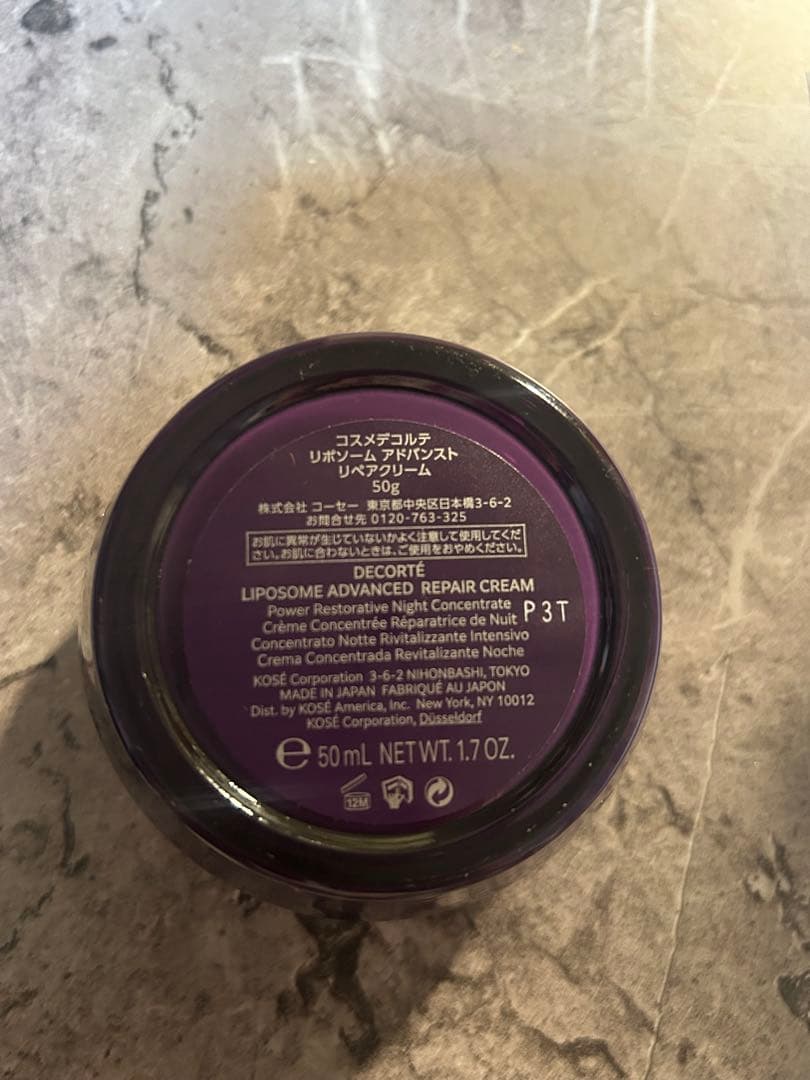 コスメデコルテ
リポソーム アドバンスト
リペアクリーム
50g
株式会社 コーセー 東京都中央区日本橋3-6-2
お問合せ先 0120-763-325
お肌に異常が生じていないかよく注意して使用してくだ
さい。お肌に合わないときは、ご使用をおやめください。
DECORTÉ
LIPOSOME ADVANCED REPAIR CREAM
Power Restorative Night Concentrate
Crème Concentrée Réparatrice de Nuit
P3T
Concentrato Notte Rivitalizzante Intensivo
Crema Concentrada Revitalizante Noche
KOSÉ Corporation 3-6-2 NIHONBASHI, TOKYO
MADE IN JAPAN FABRIQUÉ AU JAPON
Dist. by KOSÉ America, Inc. New York, NY 10012
KOSÉ Corporation, Düsseldorf
e 50 mL NET WT. 1.7 OZ.
12M